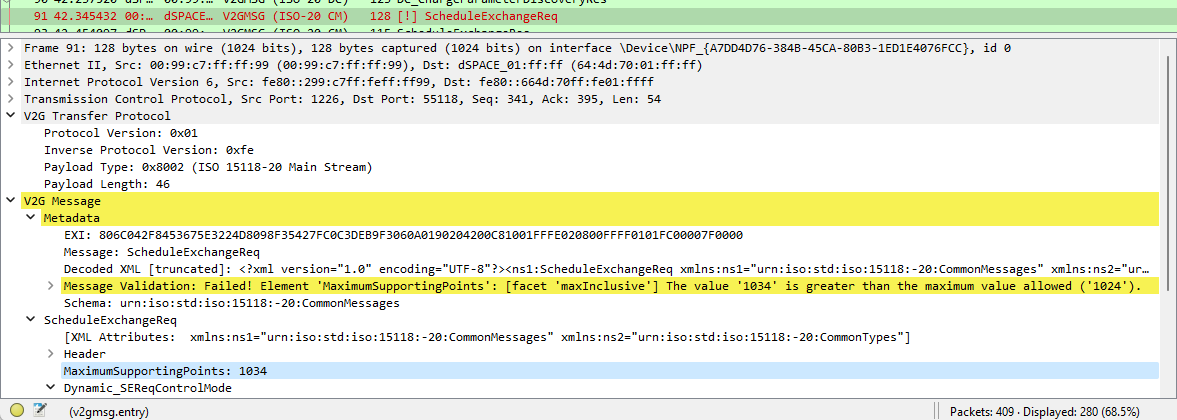 91 42.345432 00:… dSPACE… V2GMSG (ISO-20 CM) 128 [!] ScheduleExchangeReq
Frame 91: 128 bytes on wire (1024 bits), 128 bytes captured (1024 bits) on interface \Device\NPF_{A7DD4D76-384B-45CA-80B3-1ED1E4076FCC}, id 0
Ethernet II, Src: 00:99:c7:ff:ff:99 (00:99:c7:ff:ff:99), Dst: dSPACE_01:ff:ff (64:4d:70:01:ff:ff)
Internet Protocol Version 6, Src: fe80::299:c7ff:feff:ff99, Dst: fe80::664d:70ff:fe01:ffff
Transmission Control Protocol, Src Port: 1226, Dst Port: 55118, Seq: 341, Ack: 395, Len: 54
V2G Transfer Protocol
Protocol Version: 0x01
Inverse Protocol Version: 0xfe
Payload Type: 0x8002 (ISO 15118-20 Main Stream)
Payload Length: 46
V2G Message
Metadata
EXI: 806C042F8453675E3224D8098F35427FC0C3DEB9F3060A0190204200C81001FFFE020800FFFF0101FC00007F0000
Message: ScheduleExchangeReq
Decoded XML [truncated]: <?xml version="1.0" encoding="UTF-8"?><ns1:ScheduleExchangeReq xmlns:ns1="urn:iso:std:iso:15118:-20:CommonMessages" xmlns:ns2="ur…
Message Validation: Failed! Element 'MaximumSupportingPoints': [facet 'maxInclusive'] The value '1034' is greater than the maximum value allowed ('1024').
Schema: urn:iso:std:iso:15118:-20:CommonMessages
ScheduleExchangeReq
[XML Attributes:  xmlns:ns1="urn:iso:std:iso:15118:-20:CommonMessages" xmlns:ns2="urn:iso:std:iso:15118:-20:CommonTypes"]
Header
MaximumSupportingPoints: 1034
Dynamic_SEReqControlMode
(v2gmsg.entry) Packets: 409 · Displayed: 280 (68.5%)